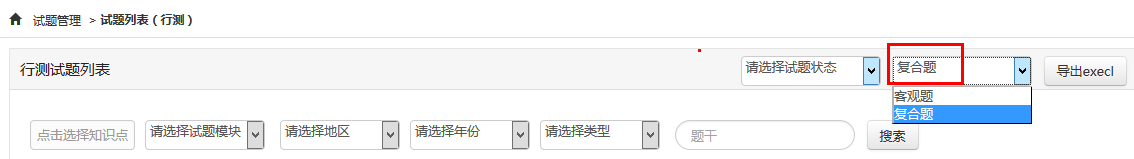 试题管理 > 试题列表（行测）
行测试题列表 请选择试题状态 复合题 导出execl
客观题
复合题
点击选择知识点 请选择试题模块 请选择地区 请选择年份 请选择类型 题干 搜索